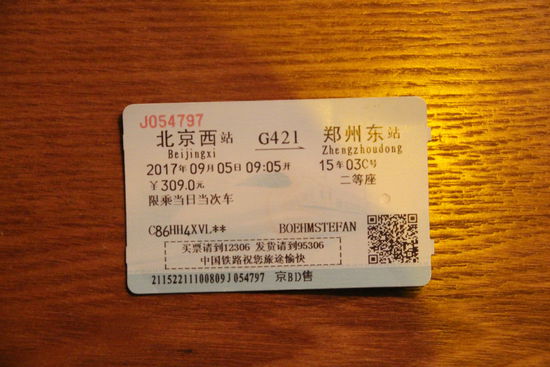 J054797
北京西站 G421 郑州东站
Beijingxi Zhengzhoudong
2017年09月05日09:05开 15车03C号
￥309.0元 二等座
限乘当日当次车
C86HH4XVL** BOEHMSTEFAN
买票请到12306 发货请到95306
中国铁路祝您旅途愉快
21152211100809J054797 京BD售